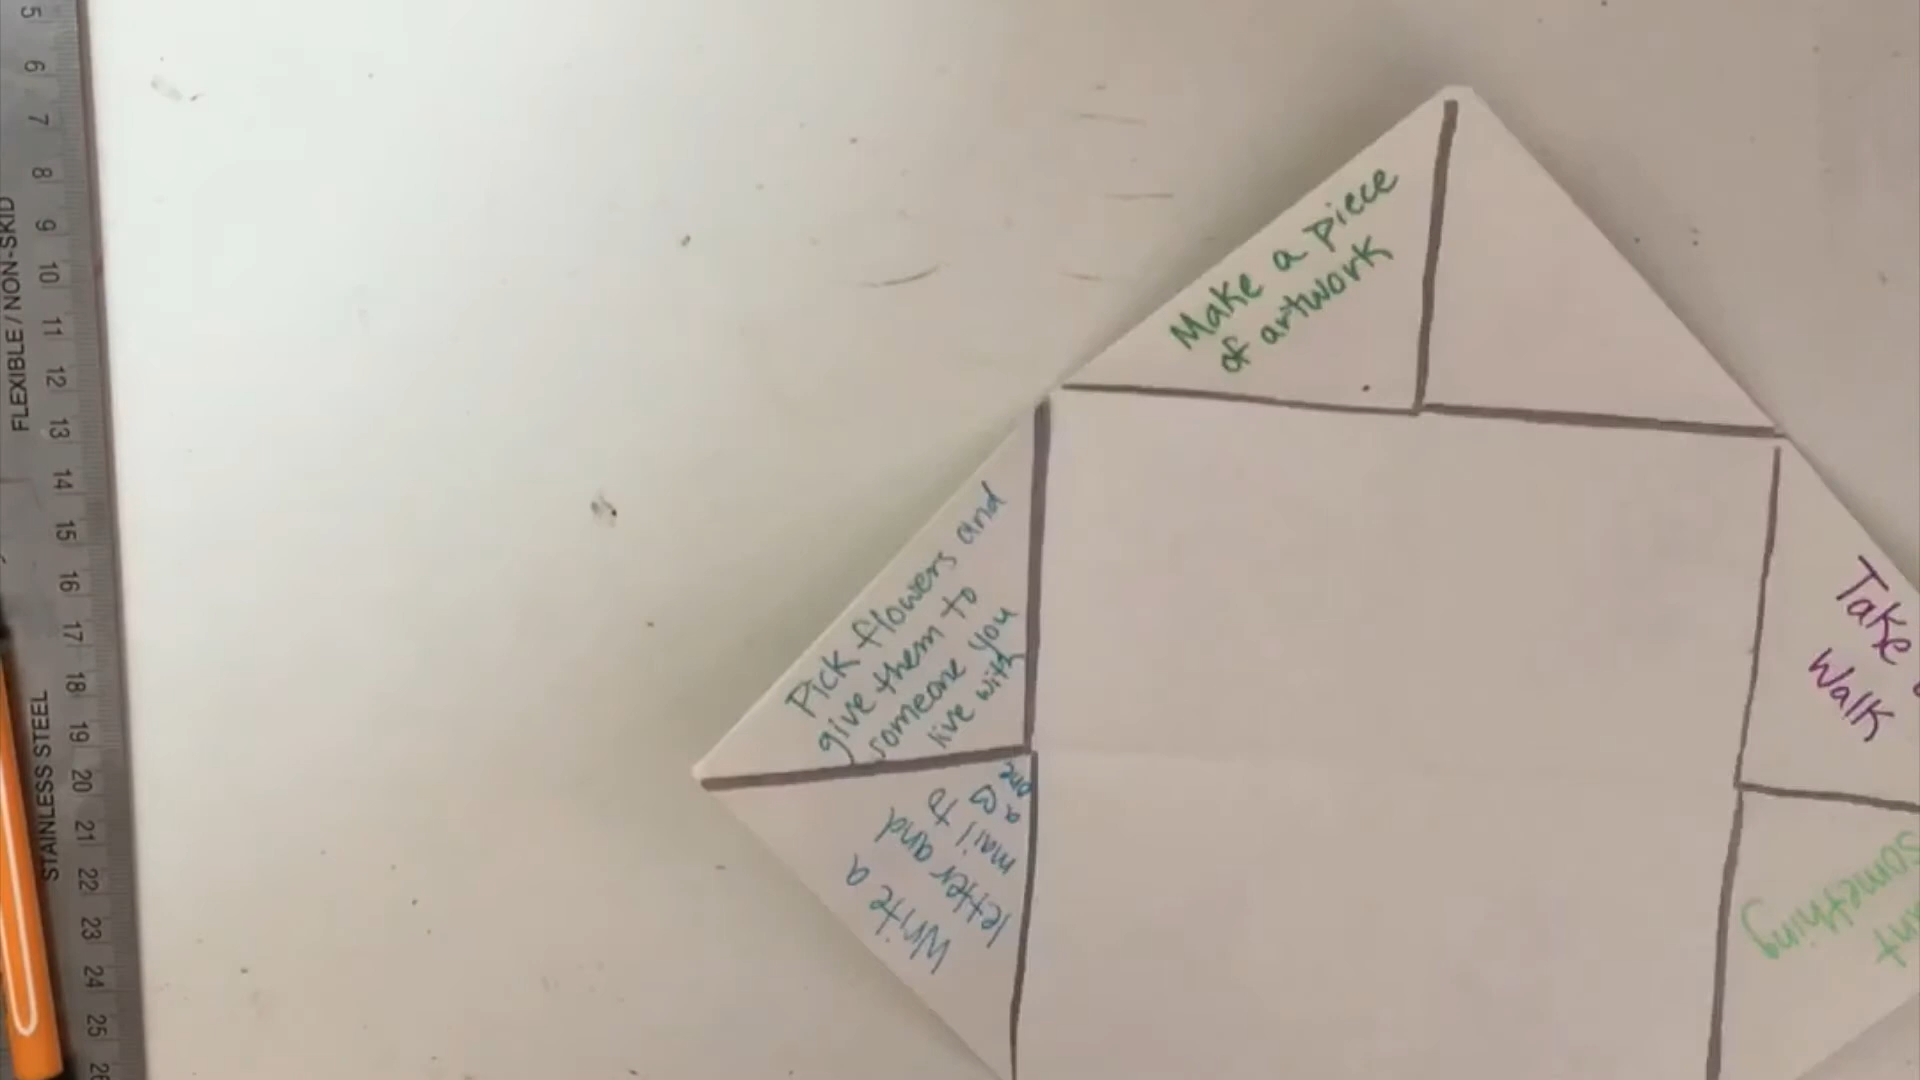 Make a piece
of artwork
Pick flowers and
give them to
someone you
live with
Write a
letter and
mail to
a
one
Take
Walk
something
FLEXIBLE / NON-SKID
STAINLESS STEEL
5
6
7
8
9
10
11
12
13
14
15
16
17
18
19
20
21
22
23
24
25